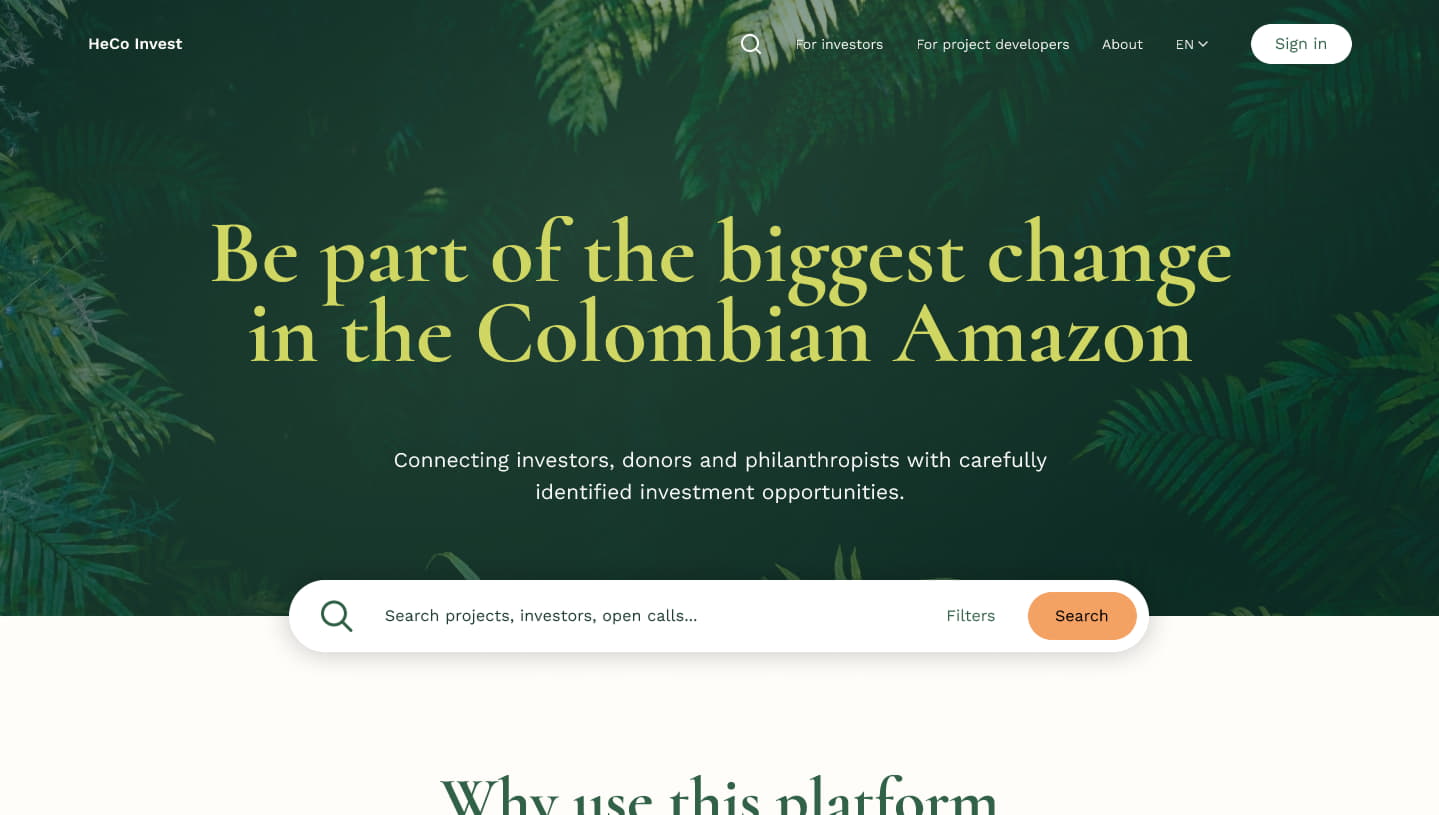 HeCo Invest
For investors
For project developers
About
EN
Sign in
Be part of the biggest change
in the Colombian Amazon
Connecting investors, donors and philanthropists with carefully
identified investment opportunities.
Search projects, investors, open calls...
Filters
Search
Why use this platform